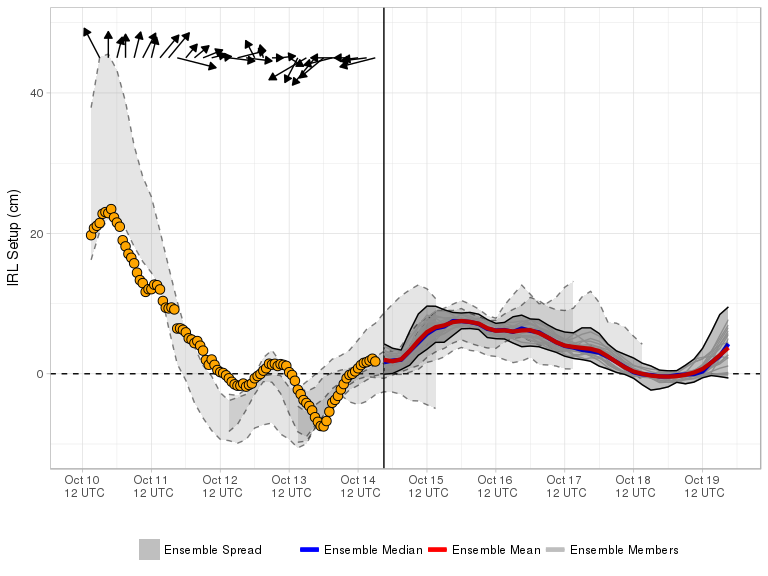 IRL Setup (cm)
40
20
0
Oct 10 Oct 11 Oct 12 Oct 13 Oct 14 Oct 15 Oct 16 Oct 17 Oct 18 Oct 19
12 UTC 12 UTC 12 UTC 12 UTC 12 UTC 12 UTC 12 UTC 12 UTC 12 UTC 12 UTC
Ensemble Spread Ensemble Median Ensemble Mean Ensemble Members